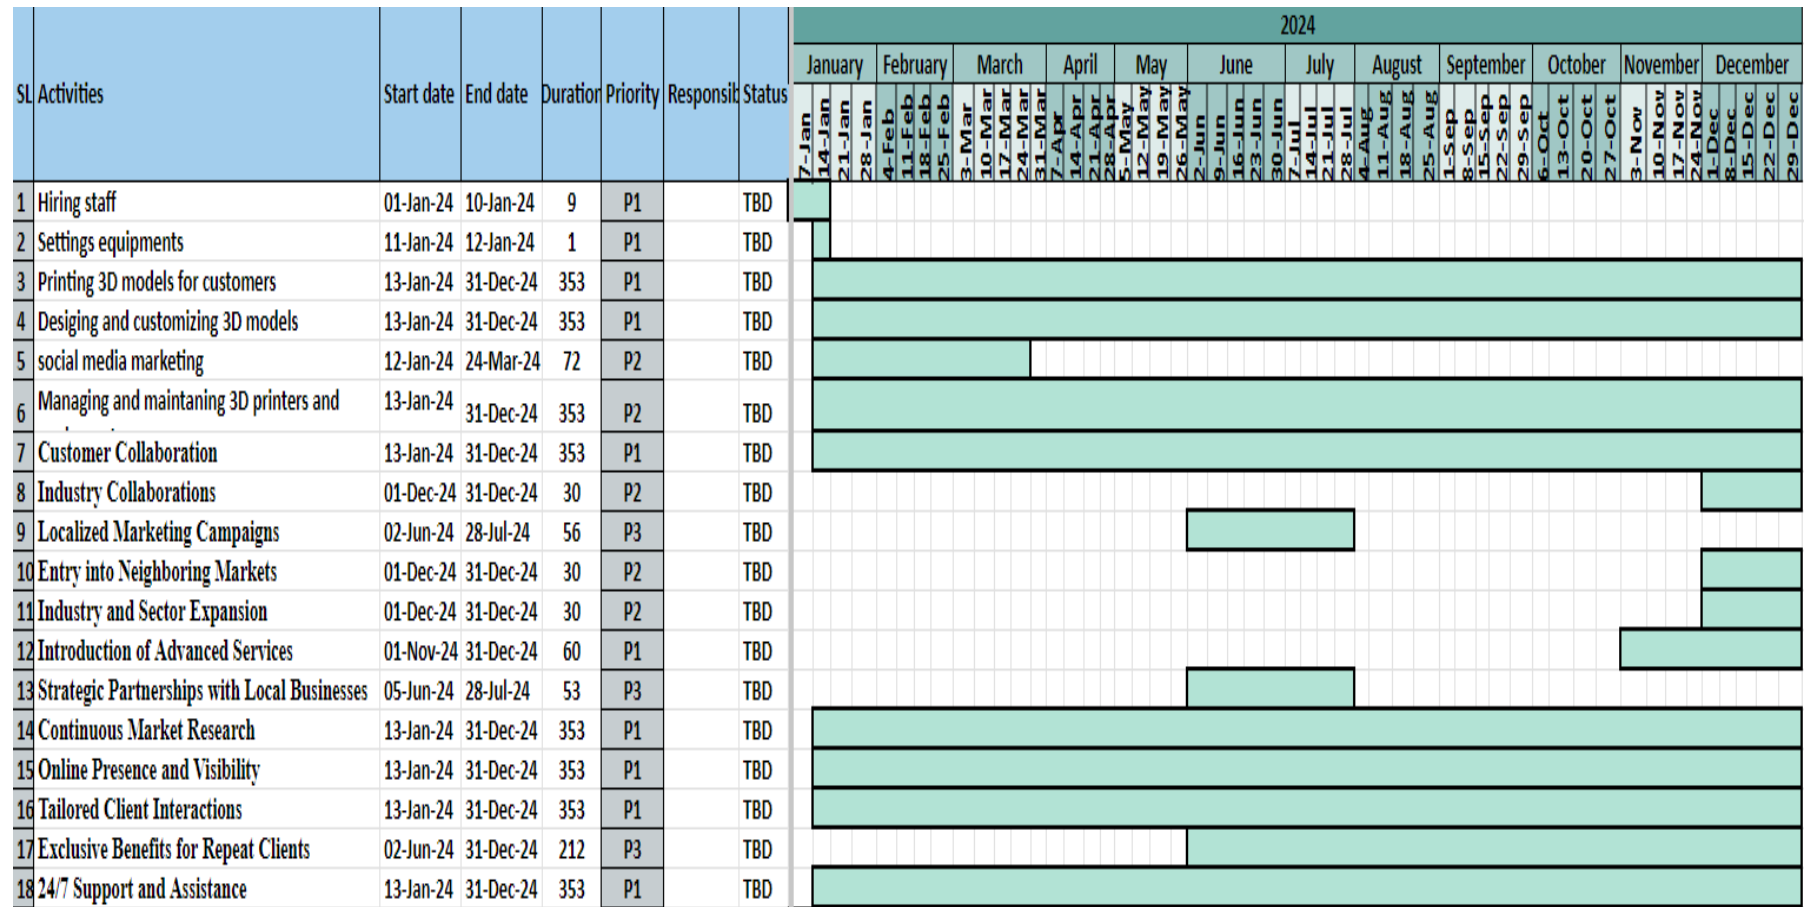 2024
SL Activities Start date End date Duration Priority Responsib Status January February March April May June July August September October November December
7-Jan 14-Jan 21-Jan 28-Jan 4-Feb 11-Feb 18-Feb 25-Feb 3-Mar 10-Mar 17-Mar 24-Mar 31-Mar 7-Apr 14-Apr 21-Apr 28-Apr 5-May 12-May 19-May 26-May 2-Jun 9-Jun 16-Jun 23-Jun 30-Jun 7-Jul 14-Jul 21-Jul 28-Jul 4-Aug 11-Aug 18-Aug 25-Aug 1-Sep 8-Sep 15-Sep 22-Sep 29-Sep 6-Oct 13-Oct 20-Oct 27-Oct 3-Nov 10-Nov 17-Nov 24-Nov 1-Dec 8-Dec 15-Dec 22-Dec 29-Dec
1 Hiring staff 01-Jan-24 10-Jan-24 9 P1 TBD
2 Settings equipments 11-Jan-24 12-Jan-24 1 P1 TBD
3 Printing 3D models for customers 13-Jan-24 31-Dec-24 353 P1 TBD
4 Desiging and customizing 3D models 13-Jan-24 31-Dec-24 353 P1 TBD
5 social media marketing 12-Jan-24 24-Mar-24 72 P2 TBD
6 Managing and maintaning 3D printers and 13-Jan-24 31-Dec-24 353 P2 TBD
7 Customer Collaboration 13-Jan-24 31-Dec-24 353 P1 TBD
8 Industry Collaborations 01-Dec-24 31-Dec-24 30 P2 TBD
9 Localized Marketing Campaigns 02-Jun-24 28-Jul-24 56 P3 TBD
10 Entry into Neighboring Markets 01-Dec-24 31-Dec-24 30 P2 TBD
11 Industry and Sector Expansion 01-Dec-24 31-Dec-24 30 P2 TBD
12 Introduction of Advanced Services 01-Nov-24 31-Dec-24 60 P1 TBD
13 Strategic Partnerships with Local Businesses 05-Jun-24 28-Jul-24 53 P3 TBD
14 Continuous Market Research 13-Jan-24 31-Dec-24 353 P1 TBD
15 Online Presence and Visibility 13-Jan-24 31-Dec-24 353 P1 TBD
16 Tailored Client Interactions 13-Jan-24 31-Dec-24 353 P1 TBD
17 Exclusive Benefits for Repeat Clients 02-Jun-24 31-Dec-24 212 P3 TBD
18 24/7 Support and Assistance 13-Jan-24 31-Dec-24 353 P1 TBD